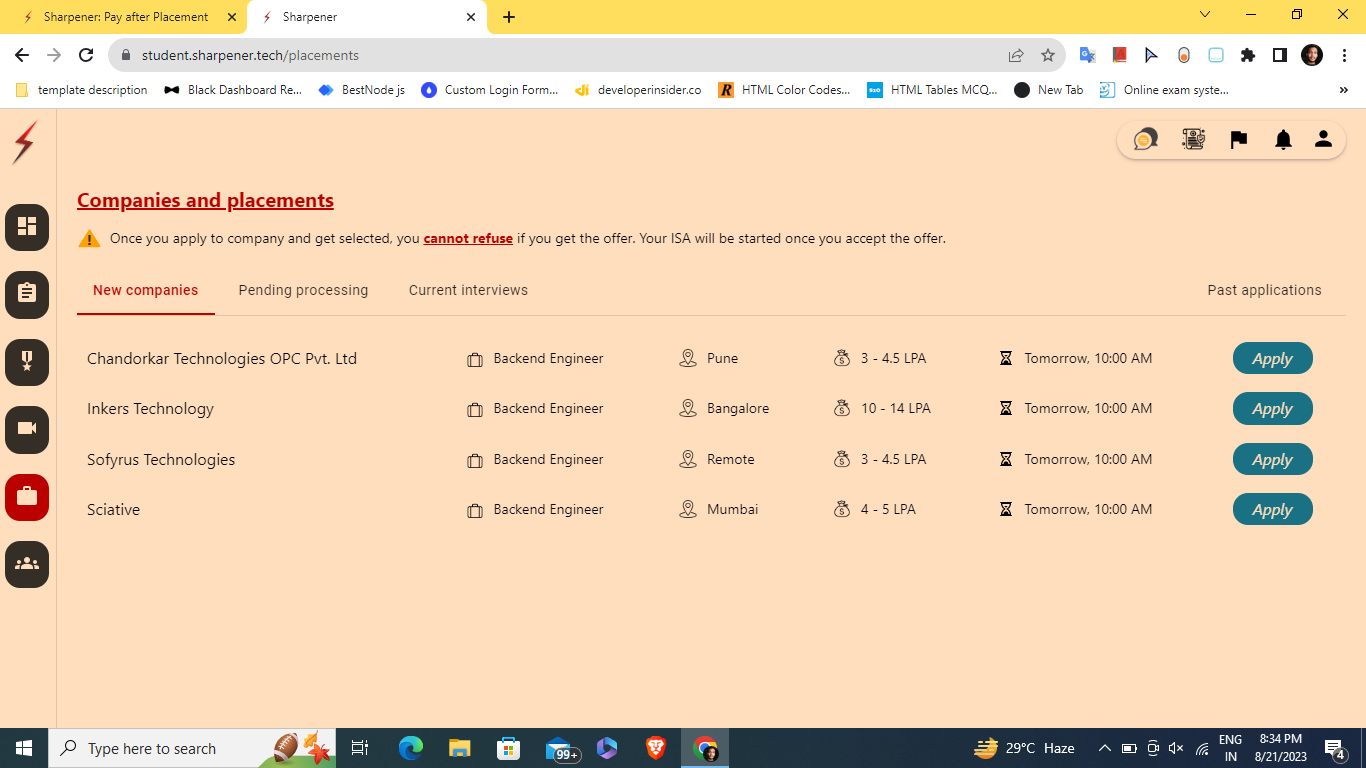 Sharpener: Pay after Placement
Sharpener
student.sharpener.tech/placements
template description
Black Dashboard Re...
BestNode js
Custom Login Form...
developerinsider.co
HTML Color Codes...
HTML Tables MCQ...
New Tab
Online exam syste...
»
Companies and placements
Once you apply to company and get selected, you cannot refuse if you get the offer. Your ISA will be started once you accept the offer.
New companies Pending processing Current interviews Past applications
Chandorkar Technologies OPC Pvt. Ltd Backend Engineer Pune 3 - 4.5 LPA Tomorrow, 10:00 AM Apply
Inkers Technology Backend Engineer Bangalore 10 - 14 LPA Tomorrow, 10:00 AM Apply
Sofyrus Technologies Backend Engineer Remote 3 - 4.5 LPA Tomorrow, 10:00 AM Apply
Sciative Backend Engineer Mumbai 4 - 5 LPA Tomorrow, 10:00 AM Apply
Type here to search
99+
29°C Haze
ENG
IN
8:34 PM
8/21/2023
4